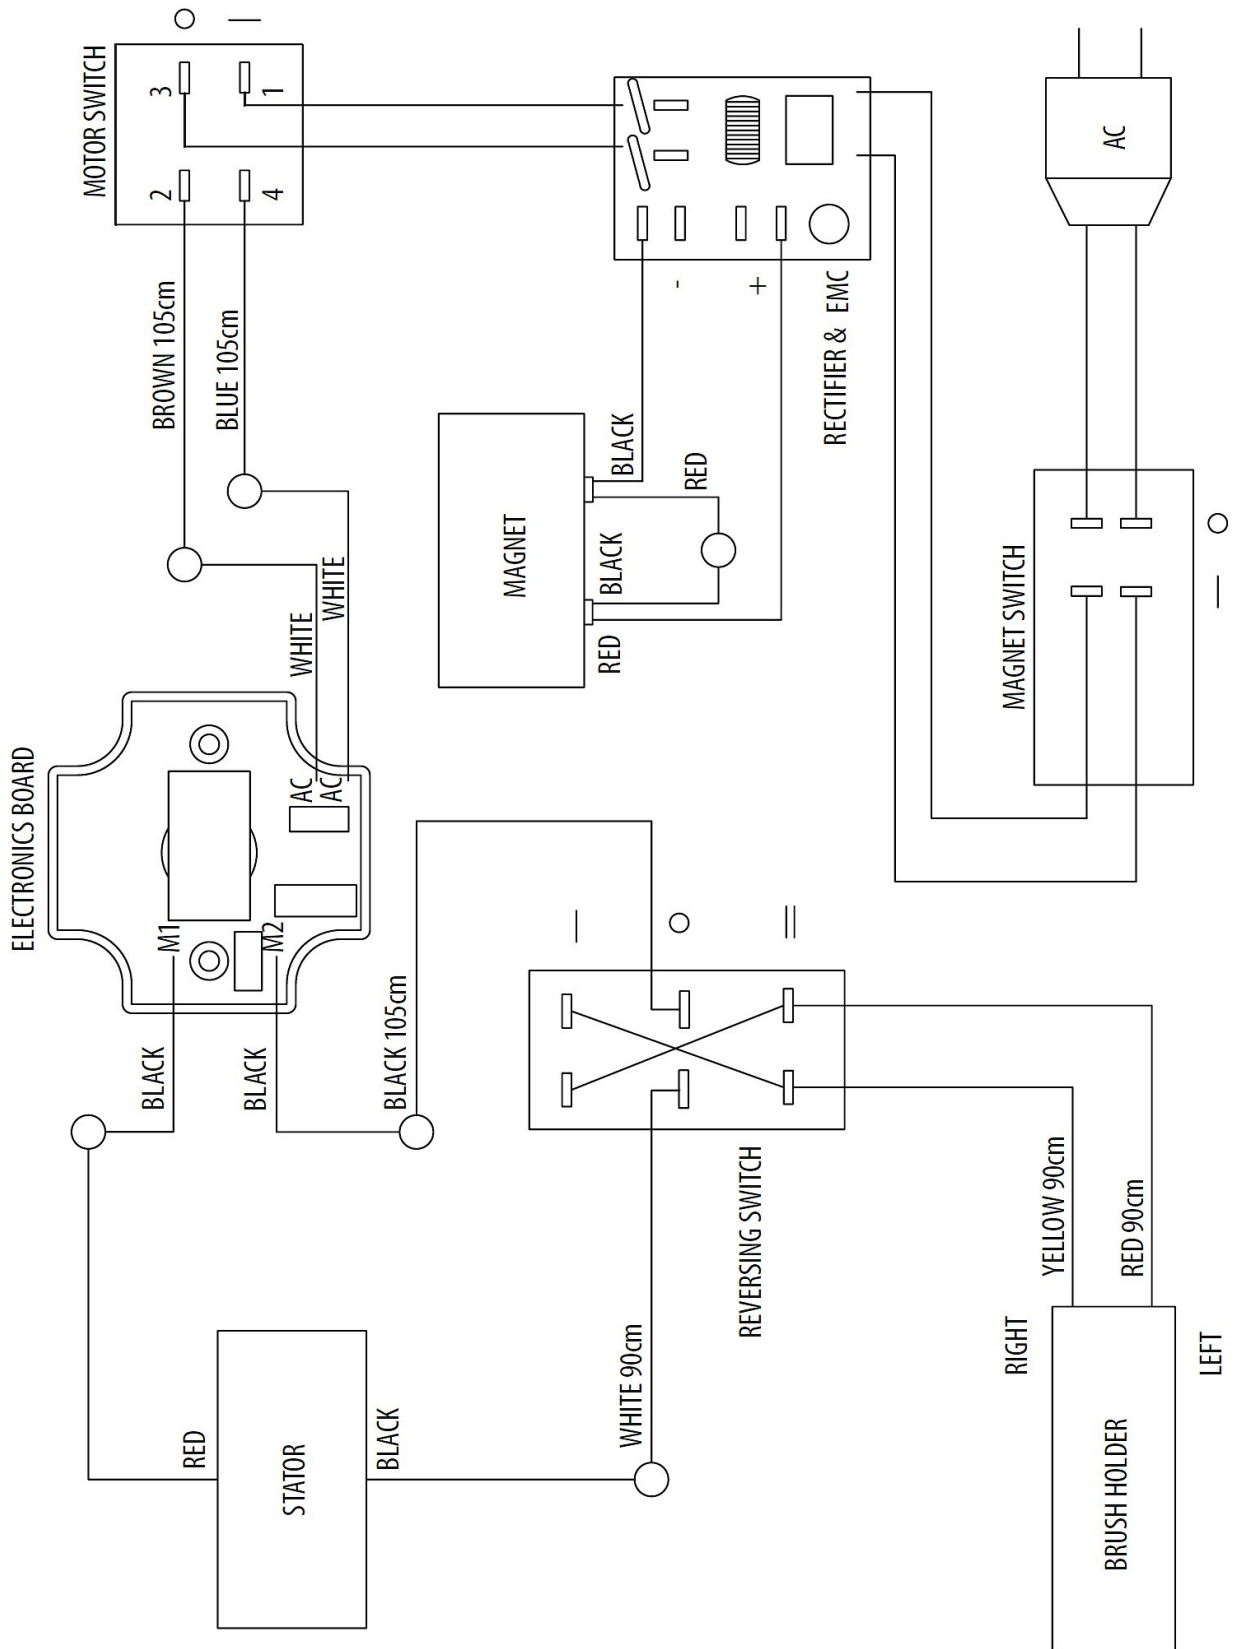 ELECTRONICS BOARD
MOTOR SWITCH
BLACK
M1
BROWN 105cm
2
3
O
RED
BLACK
M2
BLUE 105cm
4
1
I
STATOR
BLACK
BLACK 105cm
AC
AC
WHITE
WHITE
MAGNET
BLACK
BLACK
RED
RED
WHITE 90cm
REVERSING SWITCH
I
O
II
-
+
RECTIFIER & EMC
RIGHT
YELLOW 90cm
RED 90cm
BRUSH HOLDER
LEFT
MAGNET SWITCH
I
O
AC